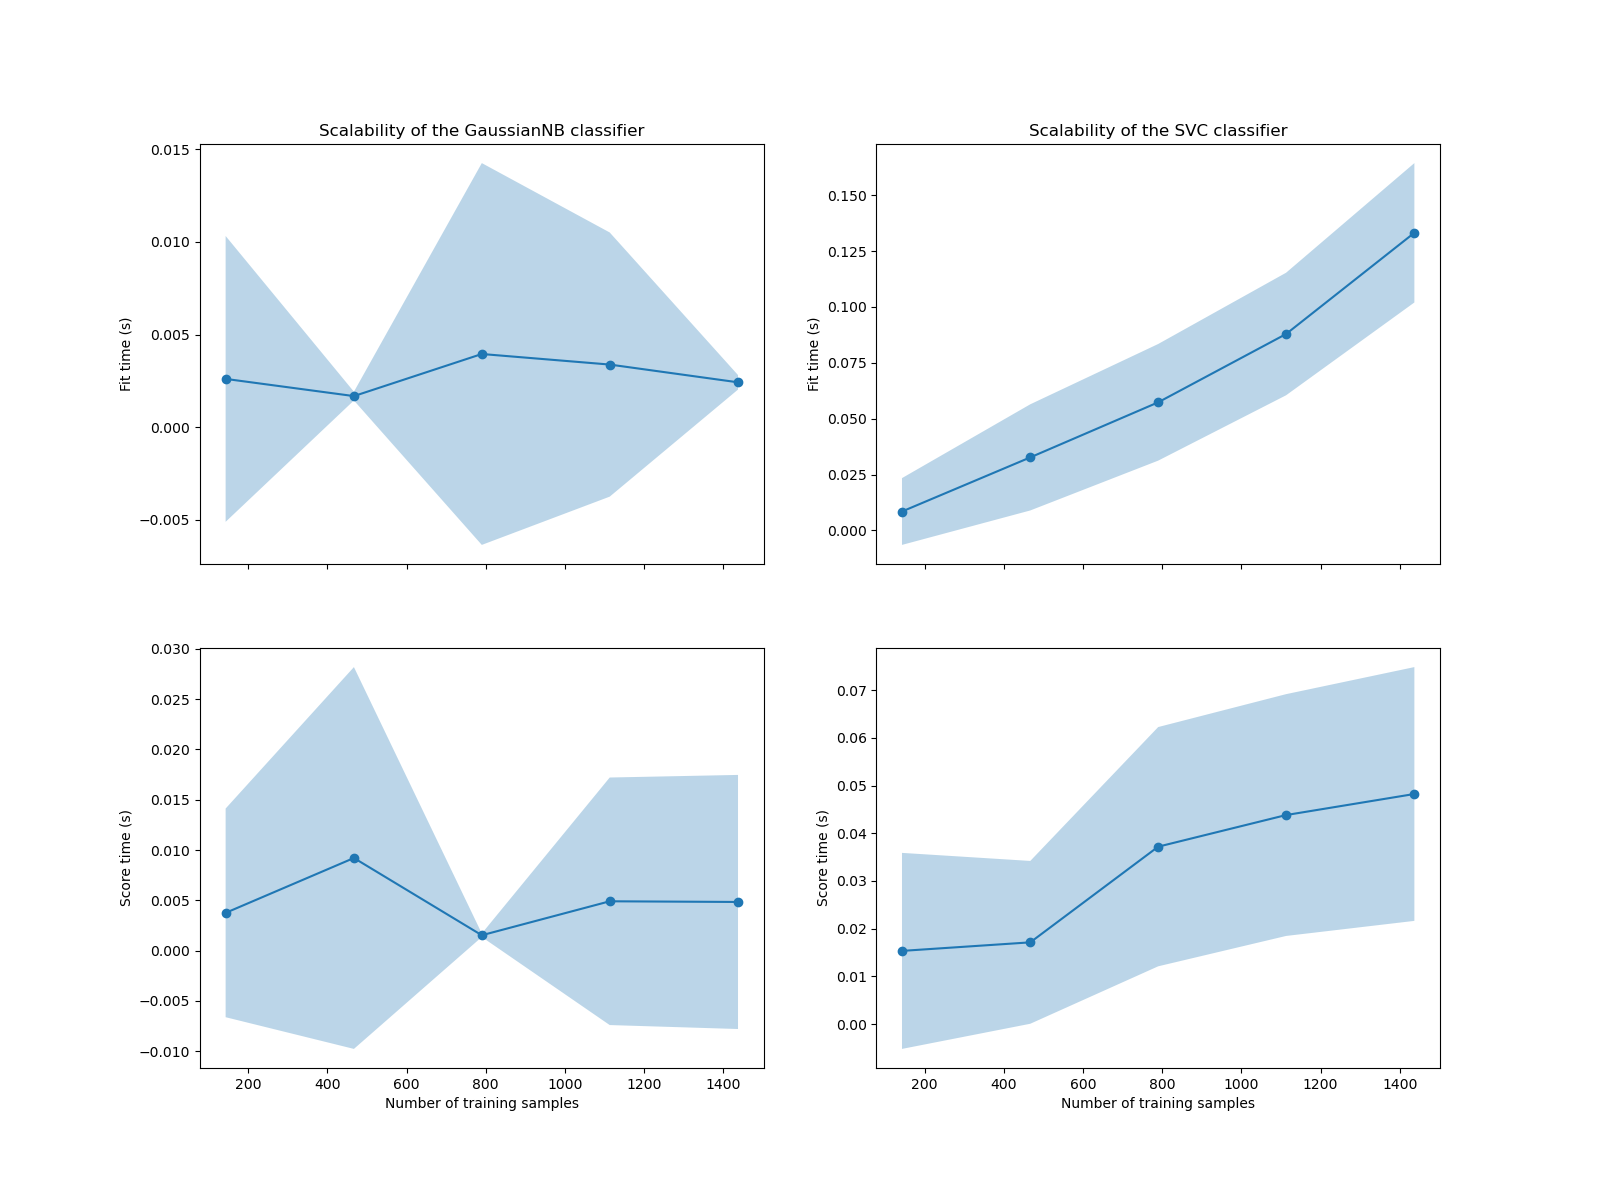 Scalability of the GaussianNB classifier
0.015
0.010
0.005
0.000
−0.005
Fit time (s)
Scalability of the SVC classifier
0.150
0.125
0.100
0.075
0.050
0.025
0.000
Fit time (s)
0.030
0.025
0.020
0.015
0.010
0.005
0.000
−0.005
−0.010
Score time (s)
200 400 600 800 1000 1200 1400
Number of training samples
0.07
0.06
0.05
0.04
0.03
0.02
0.01
0.00
Score time (s)
200 400 600 800 1000 1200 1400
Number of training samples